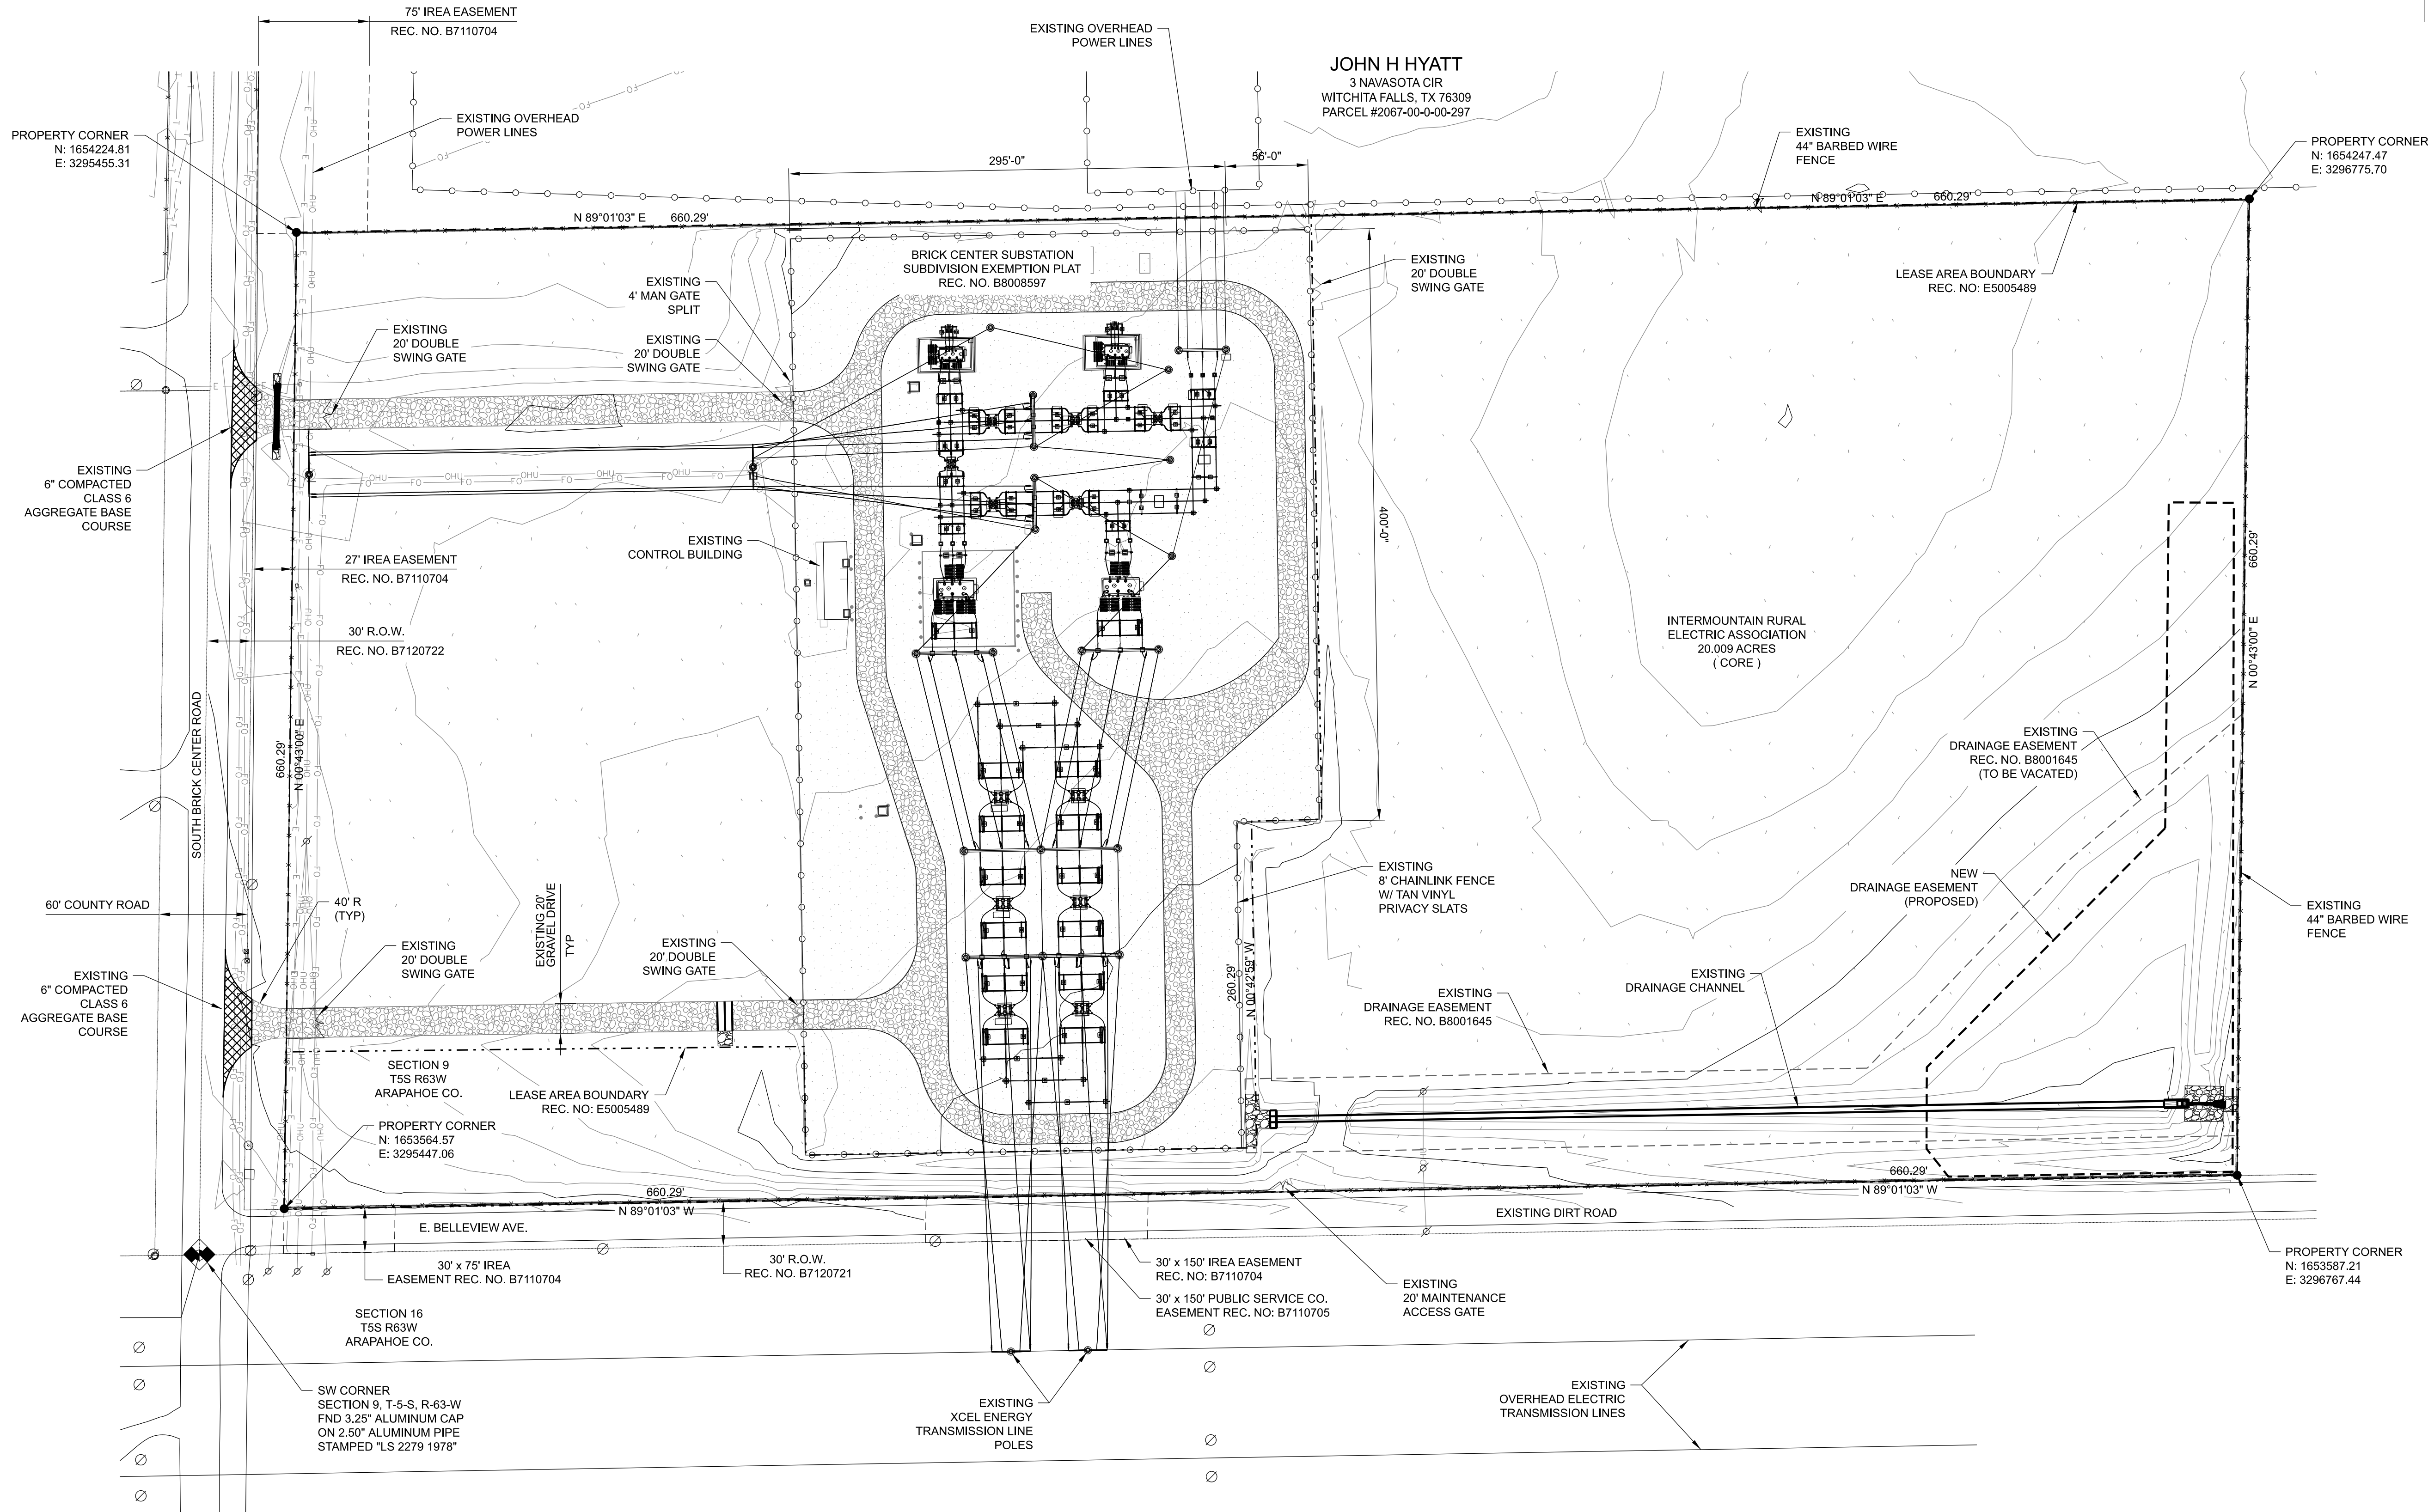 75' IREA EASEMENT
REC. NO. B7110704
EXISTING OVERHEAD
POWER LINES
JOHN H HYATT
3 NAVASOTA CIR
WITCHITA FALLS, TX 76309
PARCEL #2067-00-0-00-297
EXISTING OVERHEAD
POWER LINES
PROPERTY CORNER
N: 1654224.81
E: 3295455.31
EXISTING
44" BARBED WIRE
FENCE
PROPERTY CORNER
N: 1654247.47
E: 3296775.70
295'-0"
56'-0"
N 89°01'03" E 660.29'
N 89°01'03" E 660.29'
BRICK CENTER SUBSTATION
SUBDIVISION EXEMPTION PLAT
REC. NO. B8008597
EXISTING
4' MAN GATE
SPLIT
EXISTING
20' DOUBLE
SWING GATE
LEASE AREA BOUNDARY
REC. NO: E5005489
EXISTING
20' DOUBLE
SWING GATE
EXISTING
20' DOUBLE
SWING GATE
EXISTING
6" COMPACTED
CLASS 6
AGGREGATE BASE
COURSE
OHU OHU OHU OHU
FO FO FO FO FO FO
400'-0"
EXISTING
CONTROL BUILDING
27' IREA EASEMENT
REC. NO. B7110704
660.29'
N 00°43'00" E
30' R.O.W.
REC. NO. B7120722
INTERMOUNTAIN RURAL
ELECTRIC ASSOCIATION
20.009 ACRES
( CORE )
SOUTH BRICK CENTER ROAD
660.29'
N 00°43'00" E
EXISTING
DRAINAGE EASEMENT
REC. NO. B8001645
(TO BE VACATED)
EXISTING
8' CHAINLINK FENCE
W/ TAN VINYL
PRIVACY SLATS
NEW
DRAINAGE EASEMENT
(PROPOSED)
60' COUNTY ROAD
40' R
(TYP)
EXISTING 20'
GRAVEL DRIVE
TYP
EXISTING
44" BARBED WIRE
FENCE
EXISTING
20' DOUBLE
SWING GATE
EXISTING
20' DOUBLE
SWING GATE
260.29'
N 00°42'59" W
EXISTING
6" COMPACTED
CLASS 6
AGGREGATE BASE
COURSE
EXISTING
DRAINAGE CHANNEL
EXISTING
DRAINAGE EASEMENT
REC. NO. B8001645
SECTION 9
T5S R63W
ARAPAHOE CO.
LEASE AREA BOUNDARY
REC. NO: E5005489
PROPERTY CORNER
N: 1653564.57
E: 3295447.06
660.29'
N 89°01'03" W
660.29'
N 89°01'03" W
E. BELLEVIEW AVE.
EXISTING DIRT ROAD
30' x 75' IREA
EASEMENT REC. NO. B7110704
30' R.O.W.
REC. NO. B7120721
30' x 150' IREA EASEMENT
REC. NO: B7110704
30' x 150' PUBLIC SERVICE CO.
EASEMENT REC. NO: B7110705
EXISTING
20' MAINTENANCE
ACCESS GATE
PROPERTY CORNER
N: 1653587.21
E: 3296767.44
SECTION 16
T5S R63W
ARAPAHOE CO.
SW CORNER
SECTION 9, T-5-S, R-63-W
FND 3.25" ALUMINUM CAP
ON 2.50" ALUMINUM PIPE
STAMPED "LS 2279 1978"
EXISTING
XCEL ENERGY
TRANSMISSION LINE
POLES
EXISTING
OVERHEAD ELECTRIC
TRANSMISSION LINES